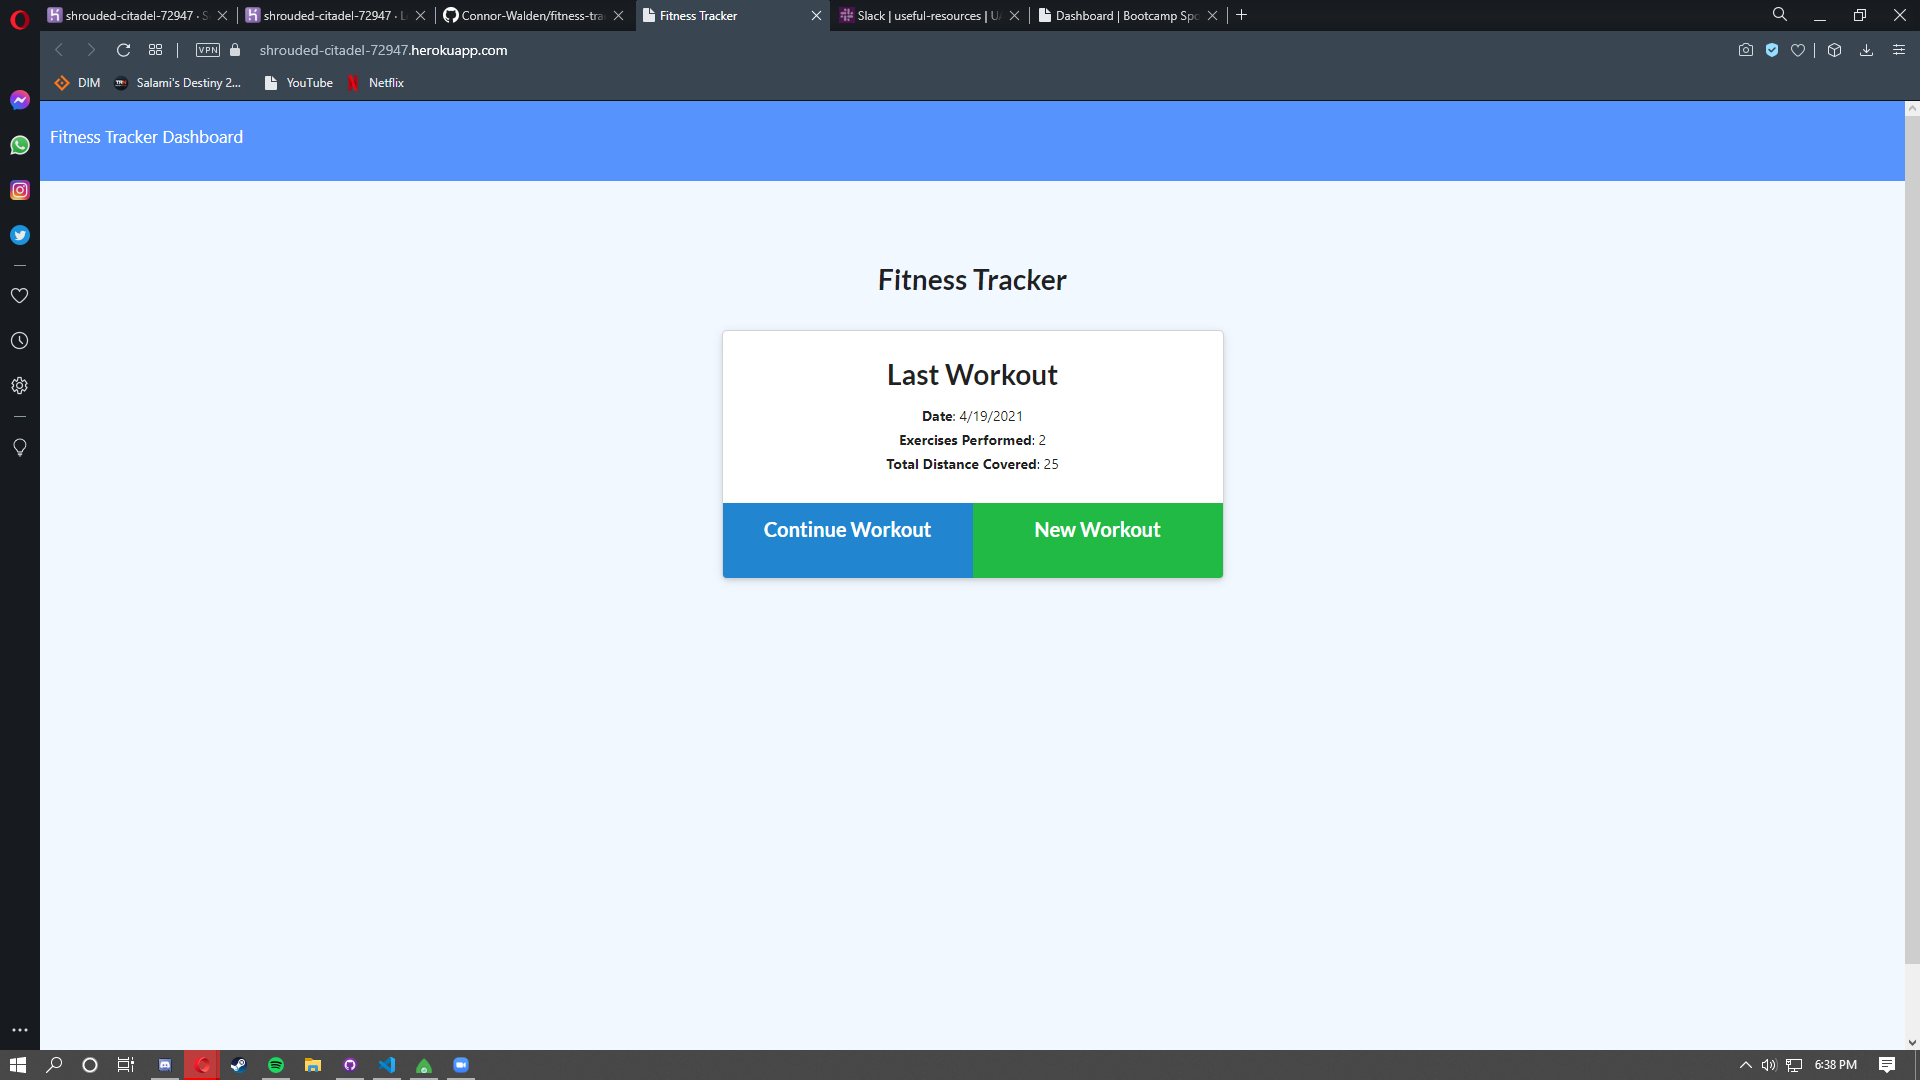 shrouded-citadel-72947 · S
shrouded-citadel-72947 · L
Connor-Walden/fitness-tra
Fitness Tracker
Slack | useful-resources | U
Dashboard | Bootcamp Spo
VPN
shrouded-citadel-72947.herokuapp.com
DIM
Salami's Destiny 2...
YouTube
Netflix
Fitness Tracker Dashboard
Fitness Tracker
Last Workout
Date: 4/19/2021
Exercises Performed: 2
Total Distance Covered: 25
Continue Workout
New Workout
6:38 PM